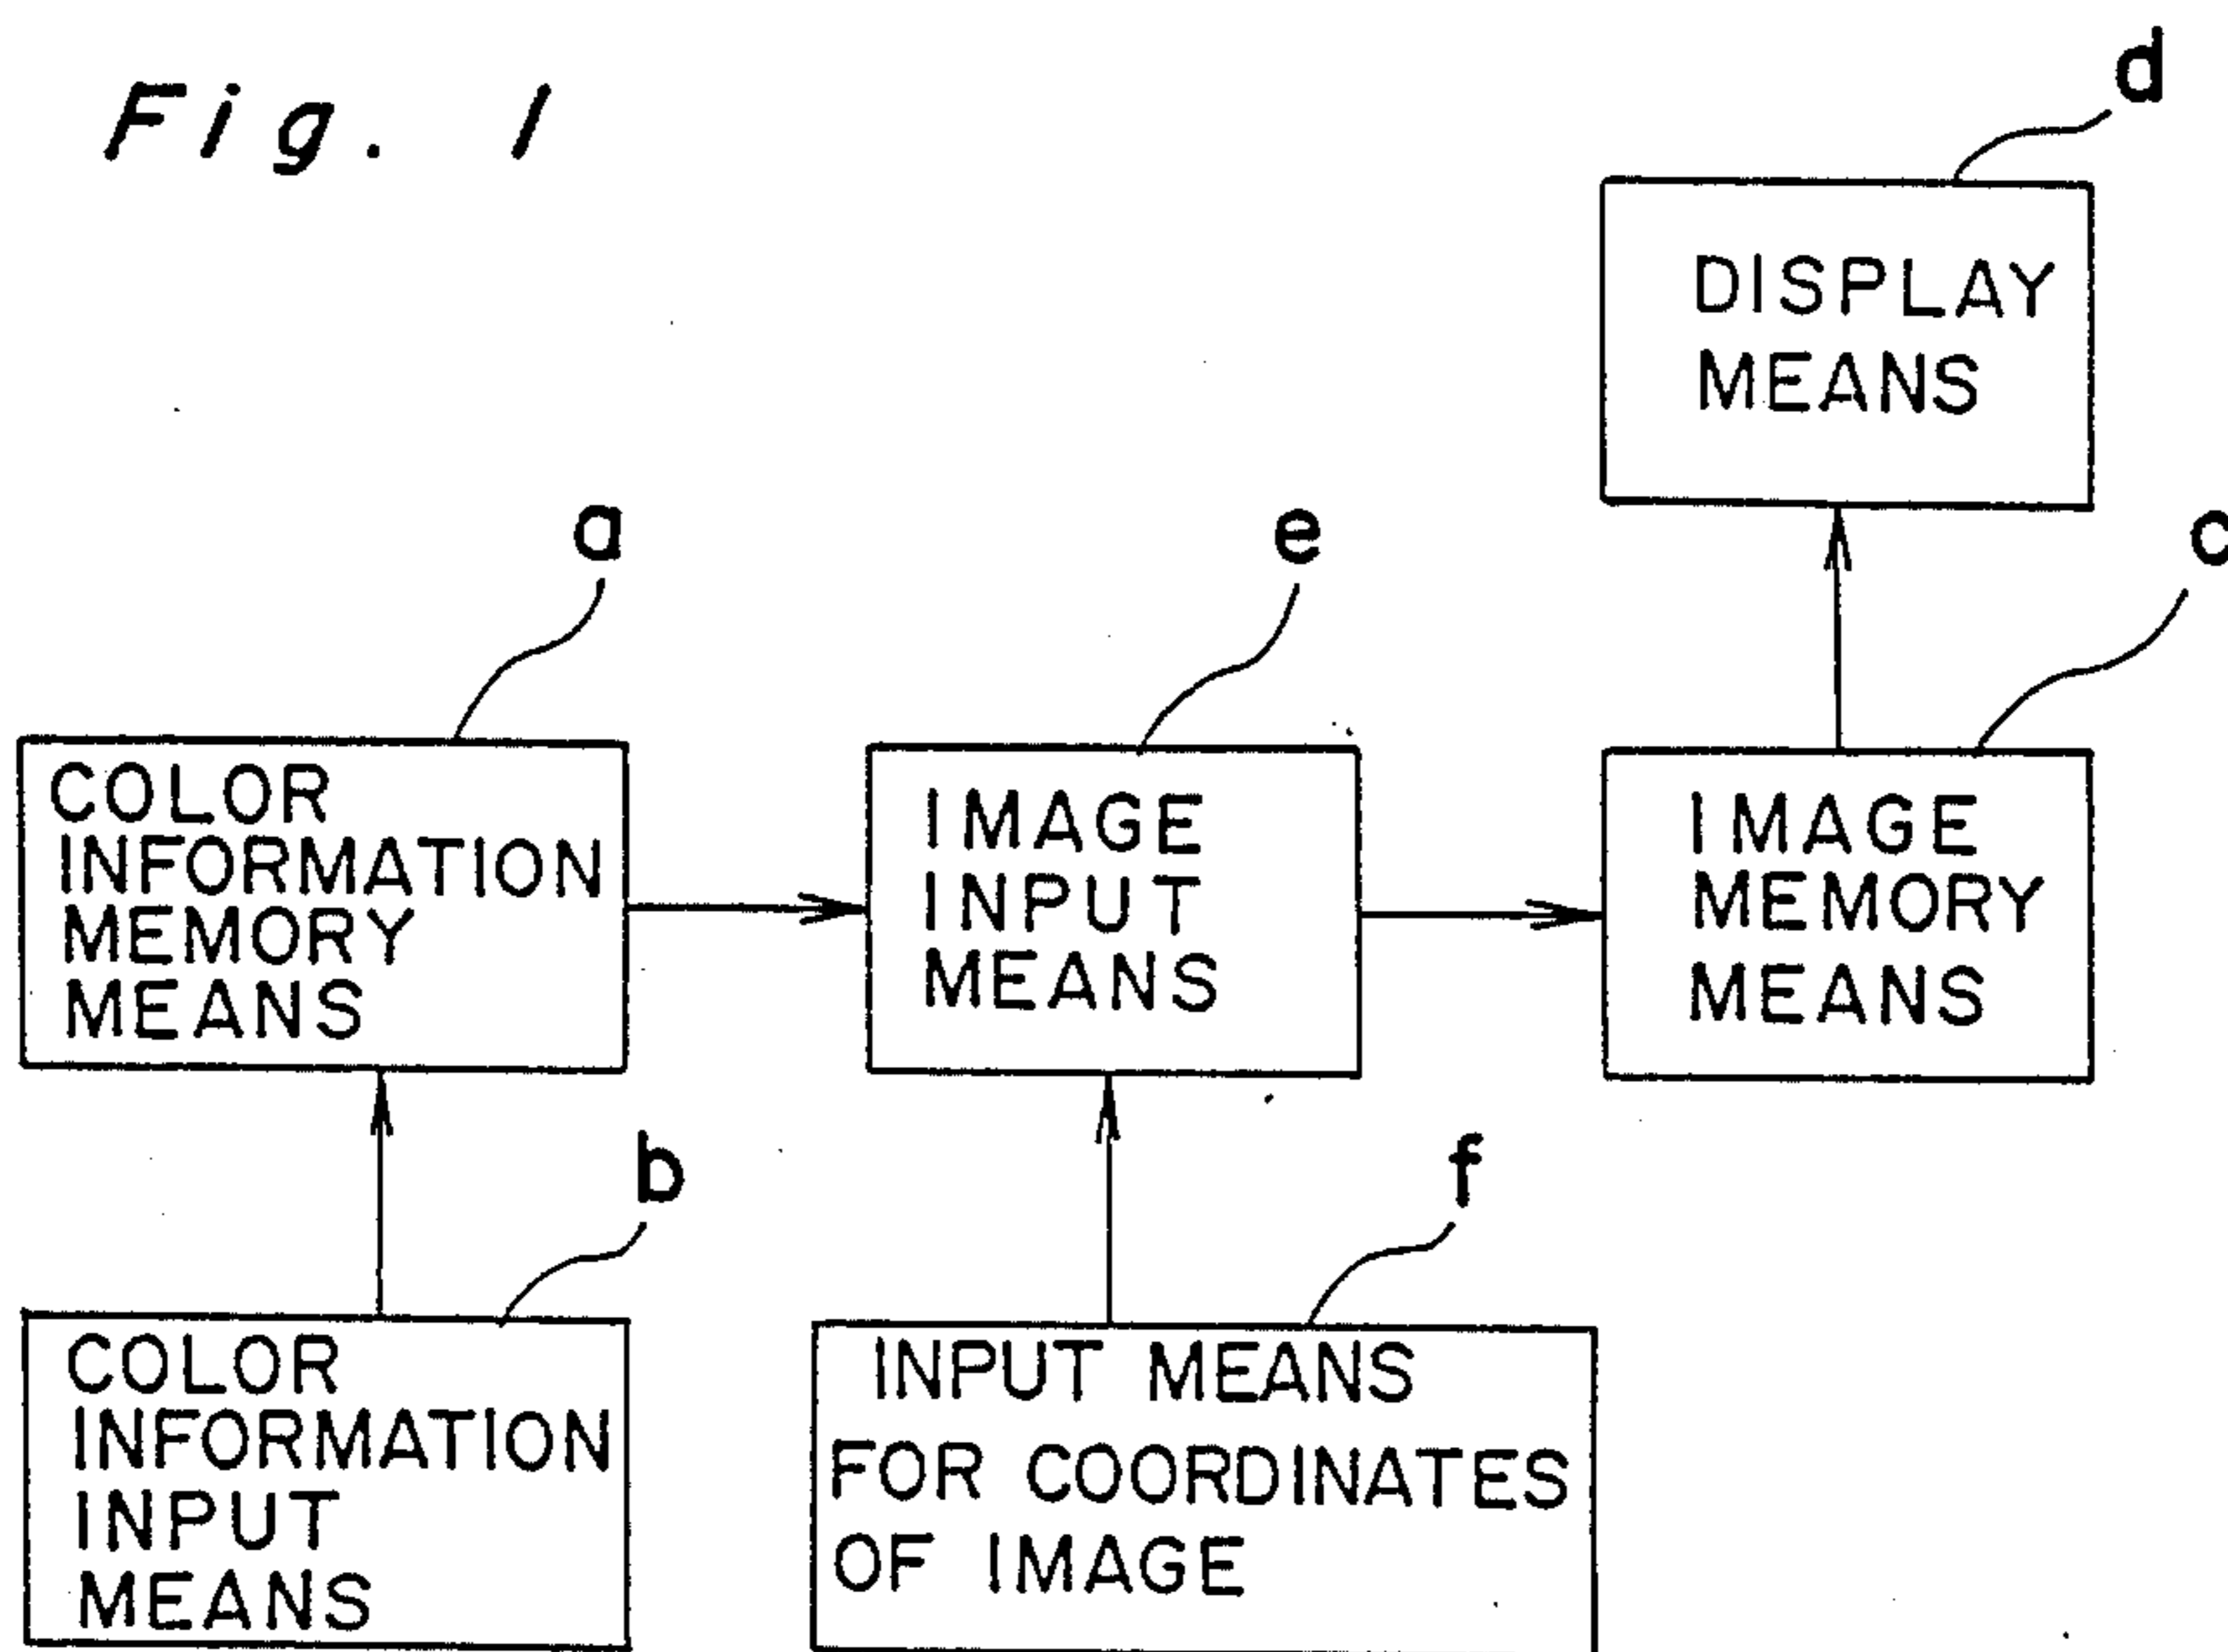 Fig. 1
d
DISPLAY
MEANS
a
e
c
COLOR
INFORMATION
MEMORY
MEANS
IMAGE
INPUT
MEANS
IMAGE
MEMORY
MEANS
b
f
COLOR
INFORMATION
INPUT
MEANS
INPUT MEANS
FOR COORDINATES
OF IMAGE